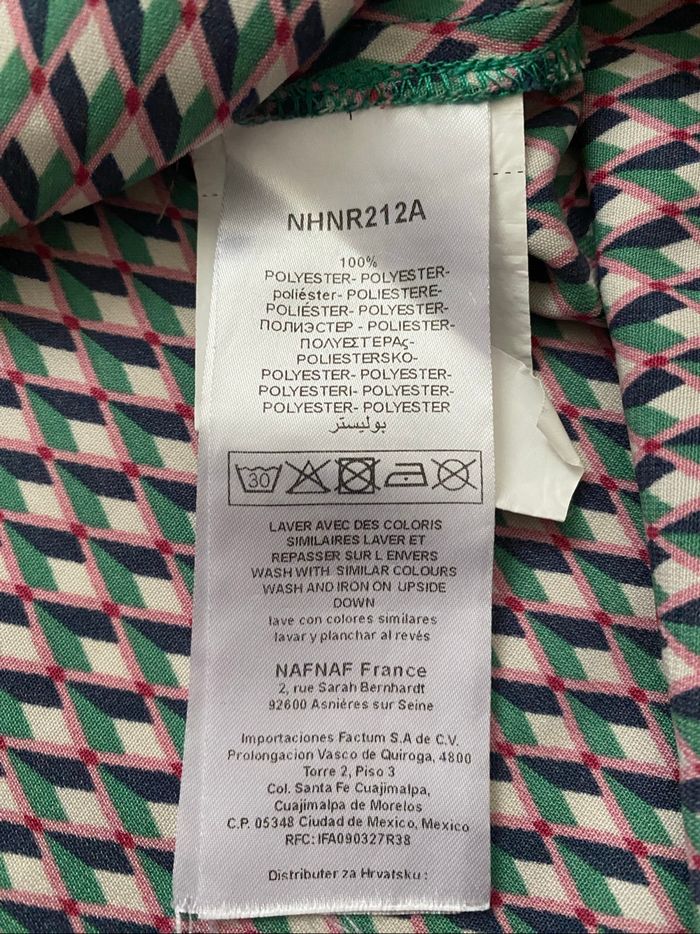 NHNR212A
100%
POLYESTER- POLYESTER-
poliéster- POLIESTERE-
POLIÉSTER- POLYESTER-
ПОЛИЭСТЕР - POLIESTER-
ΠΟΛΥΕΣΤΕΡΑς-
POLIESTERSKO-
POLYESTER- POLYESTER-
POLYESTERI- POLYESTER-
POLYESTER- POLYESTER
بوليستر
30
LAVER AVEC DES COLORIS
SIMILAIRES LAVER ET
REPASSER SUR L ENVERS
WASH WITH SIMILAR COLOURS
WASH AND IRON ON UPSIDE
DOWN
lave con colores similares
lavar y planchar al revés
NAFNAF France
2, rue Sarah Bernhardt
92600 Asnières sur Seine
Importaciones Factum S.A de C.V.
Prolongacion Vasco de Quiroga, 4800
Torre 2, Piso 3
Col. Santa Fe Cuajimalpa,
Cuajimalpa de Morelos
C.P. 05348 Ciudad de Mexico, Mexico
RFC: IFA090327R38
Distributer za Hrvatsku :